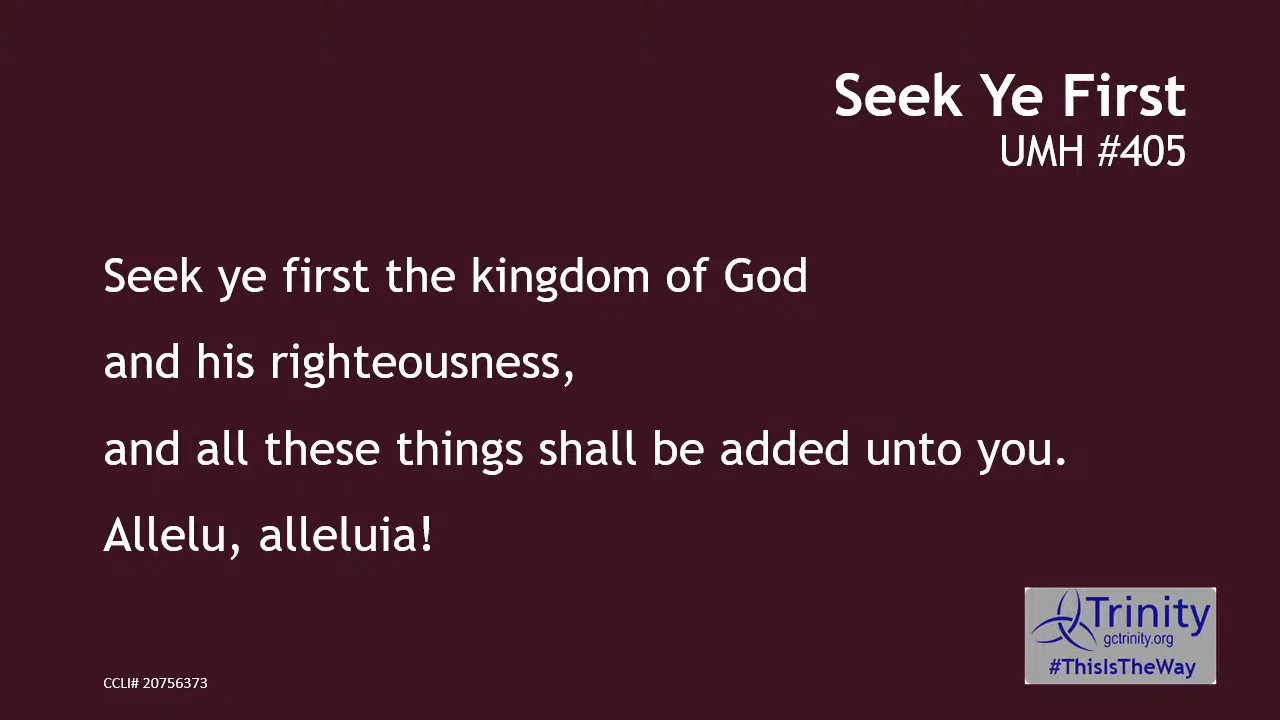 Seek Ye First
UMH #405
Seek ye first the kingdom of God
and his righteousness,
and all these things shall be added unto you.
Allelu, alleluia!
Trinity
gctrinity.org
#ThisIsTheWay
CCLI# 20756373